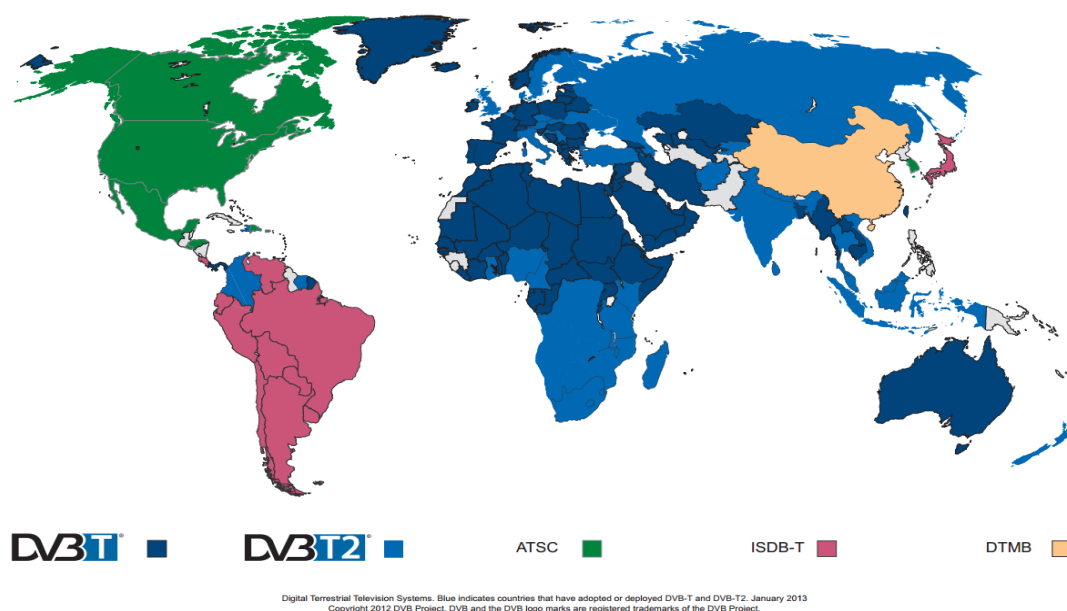 DVB T ®
DVB T2 ®
ATSC
ISDB-T
DTMB
Digital Terrestrial Television Systems. Blue indicates countries that have adopted or deployed DVB-T and DVB-T2. January 2013
Copyright 2012 DVB Project. DVB and the DVB logo marks are registered trademarks of the DVB Project.